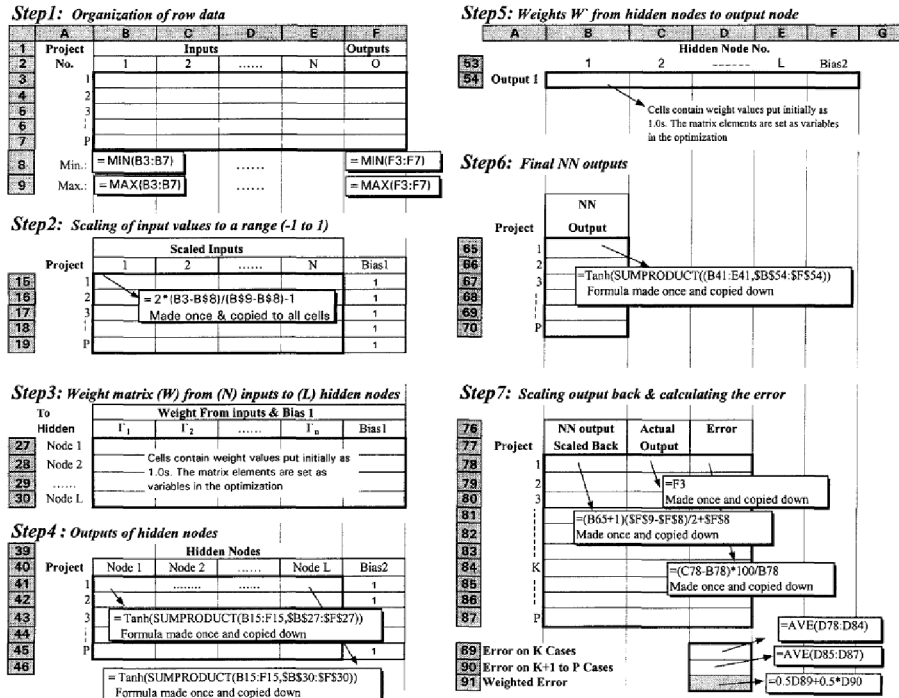 Step1: Organization of row data
A B C D E F
1 Project Inputs Outputs
2 No. 1 2 ...... N O
3 1
4 2
5 3
6
7 P
8 Min.: =MIN(B3:B7) ...... =MIN(F3:F7)
9 Max.: =MAX(B3:B7) ...... =MAX(F3:F7)
Step2: Scaling of input values to a range (-1 to 1)
Scaled Inputs
Project 1 2 ...... N Bias1
15 1 1
16 2 1
17 3 1
18 1
19 P 1
= 2*(B3-B$8)/(B$9-B$8)-1
Made once & copied to all cells
Step3: Weight matrix (W) from (N) inputs to (L) hidden nodes
To Weight From inputs & Bias 1
Hidden Γ1 Γ2 ...... Γn Bias1
27 Node 1
28 Node 2
29 ......
30 Node L
Cells contain weight values put initially as
1.0s. The matrix elements are set as
variables in the optimization
Step4: Outputs of hidden nodes
39 Hidden Nodes
40 Project Node 1 Node 2 ...... Node L Bias2
41 1 ........ ...... 1
42 2 1
43 3
44
45 P 1
46
= Tanh(SUMPRODUCT(B15:F15,$B$27:$F$27))
Formula made once and copied down
= Tanh(SUMPRODUCT(B15:F15,$B$30:$F$30))
Formula made once and copied down
Step5: Weights W` from hidden nodes to output node
A B C D E F G
Hidden Node No.
53 1 2 ------ L Bias2
54 Output 1
Cells contain weight values put initially as
1.0s. The matrix elements are set as variables
in the optimization
Step6: Final NN outputs
NN
Project Output
65 1
66 2
67 3
68
69
70 P
=Tanh(SUMPRODUCT((B41:E41,$B$54:$F$54))
Formula made once and copied down
Step7: Scaling output back & calculating the error
76 NN output Actual Error
77 Project Scaled Back Output
78 1
79 2
80 3
81
82
83
84 K
85
86
87 P
=F3
Made once and copied down
=(B65+1)($F$9-$F$8)/2+$F$8
Made once and copied down
=(C78-B78)*100/B78
Made once and copied down
89 Error on K Cases =AVE(D78:D84)
90 Error on K+1 to P Cases =AVE(D85:D87)
91 Weighted Error =0.5D89+0.5*D90